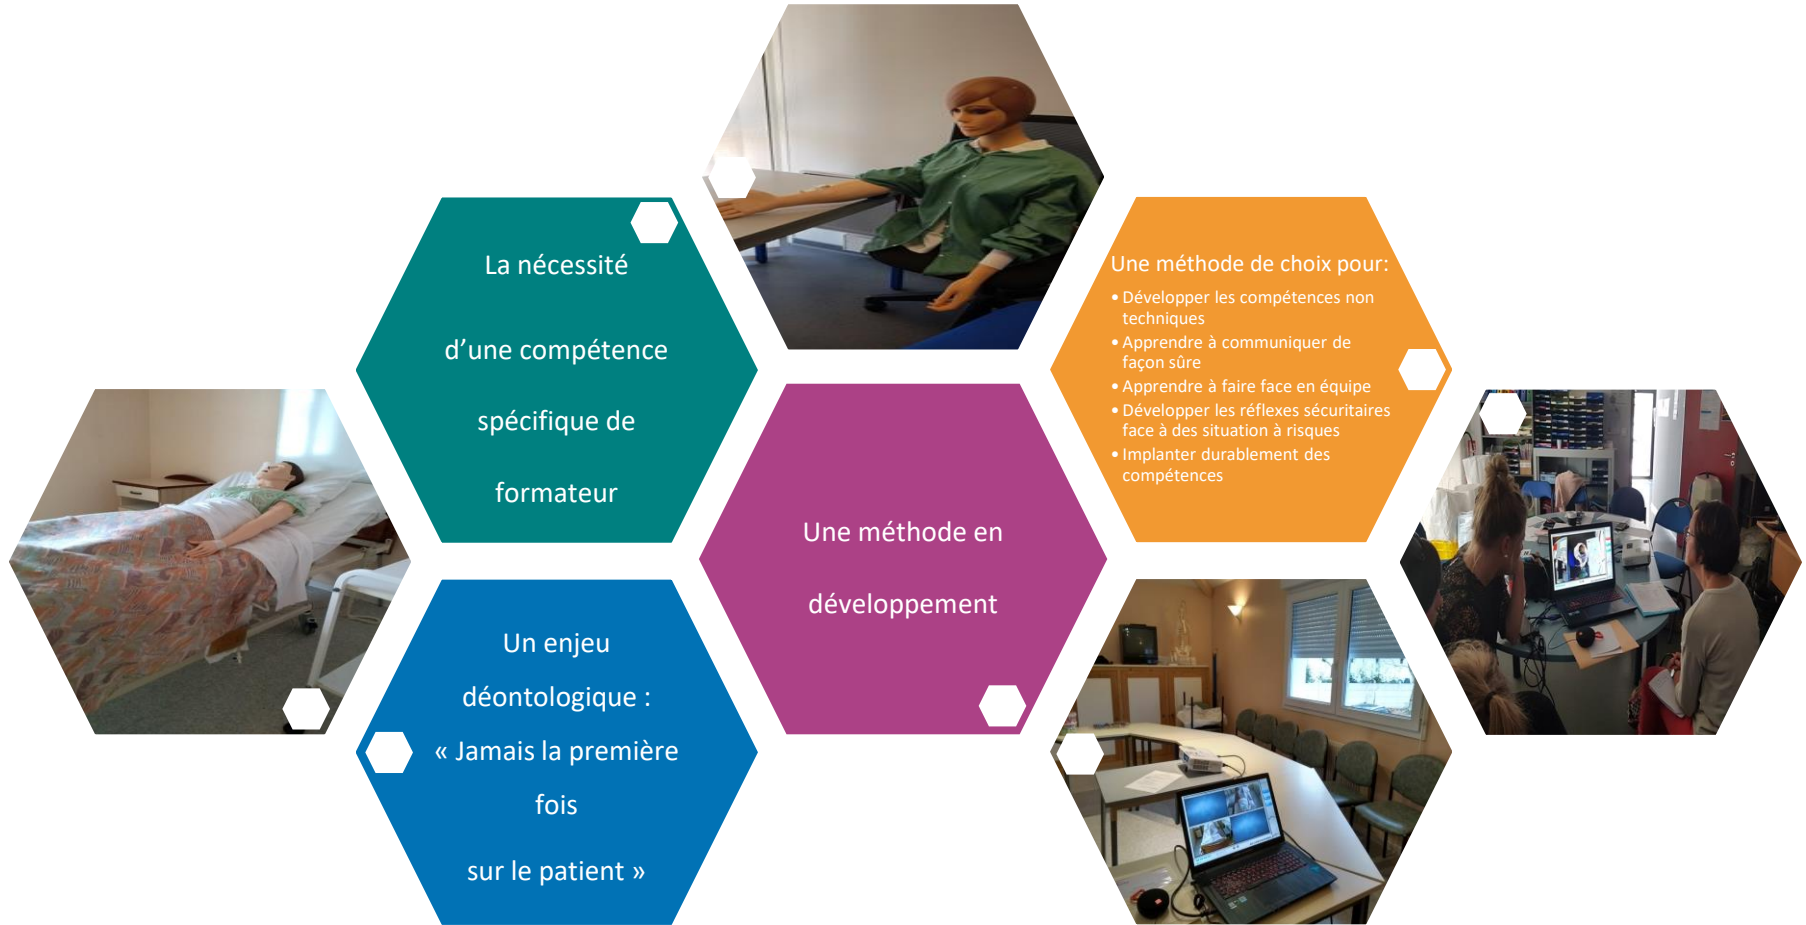 La nécessité
d’une compétence
spécifique de
formateur
Un enjeu
déontologique :
« Jamais la première
fois
sur le patient »
Une méthode en
développement
Une méthode de choix pour:
• Développer les compétences non
techniques
• Apprendre à communiquer de
façon sûre
• Apprendre à faire face en équipe
• Développer les réflexes sécuritaires
face à des situation à risques
• Implanter durablement des
compétences